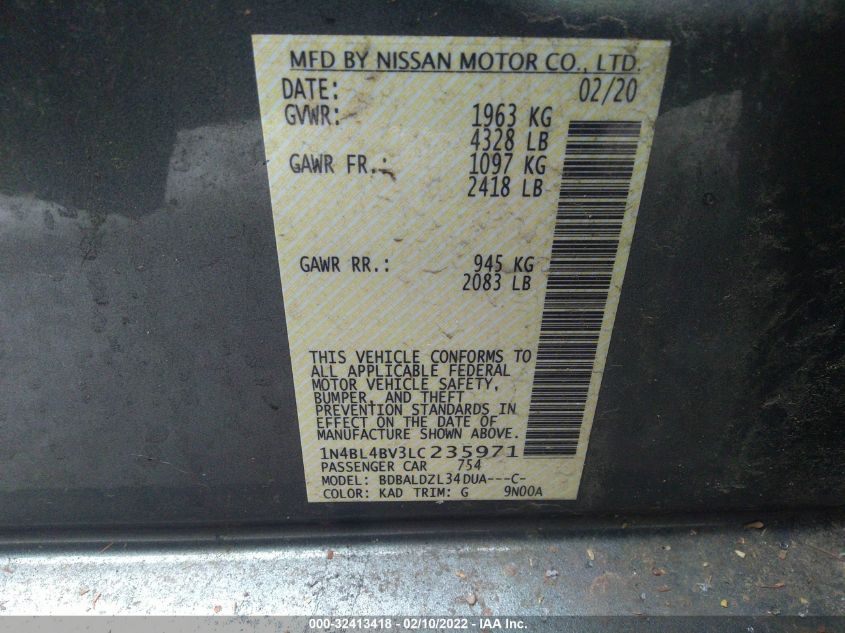 MFD BY NISSAN MOTOR CO., LTD.
DATE: 02/20
GVWR: 1963 KG
4328 LB
GAWR FR.: 1097 KG
2418 LB
GAWR RR.: 945 KG
2083 LB
THIS VEHICLE CONFORMS TO
ALL APPLICABLE FEDERAL
MOTOR VEHICLE SAFETY,
BUMPER, AND THEFT
PREVENTION STANDARDS IN
EFFECT ON THE DATE OF
MANUFACTURE SHOWN ABOVE.
1N4BL4BV3LC235971
PASSENGER CAR 754
MODEL: BDBALDZL34DUA---C-
COLOR: KAD TRIM: G 9N00A
000-32413418 - 02/10/2022 - IAA Inc.